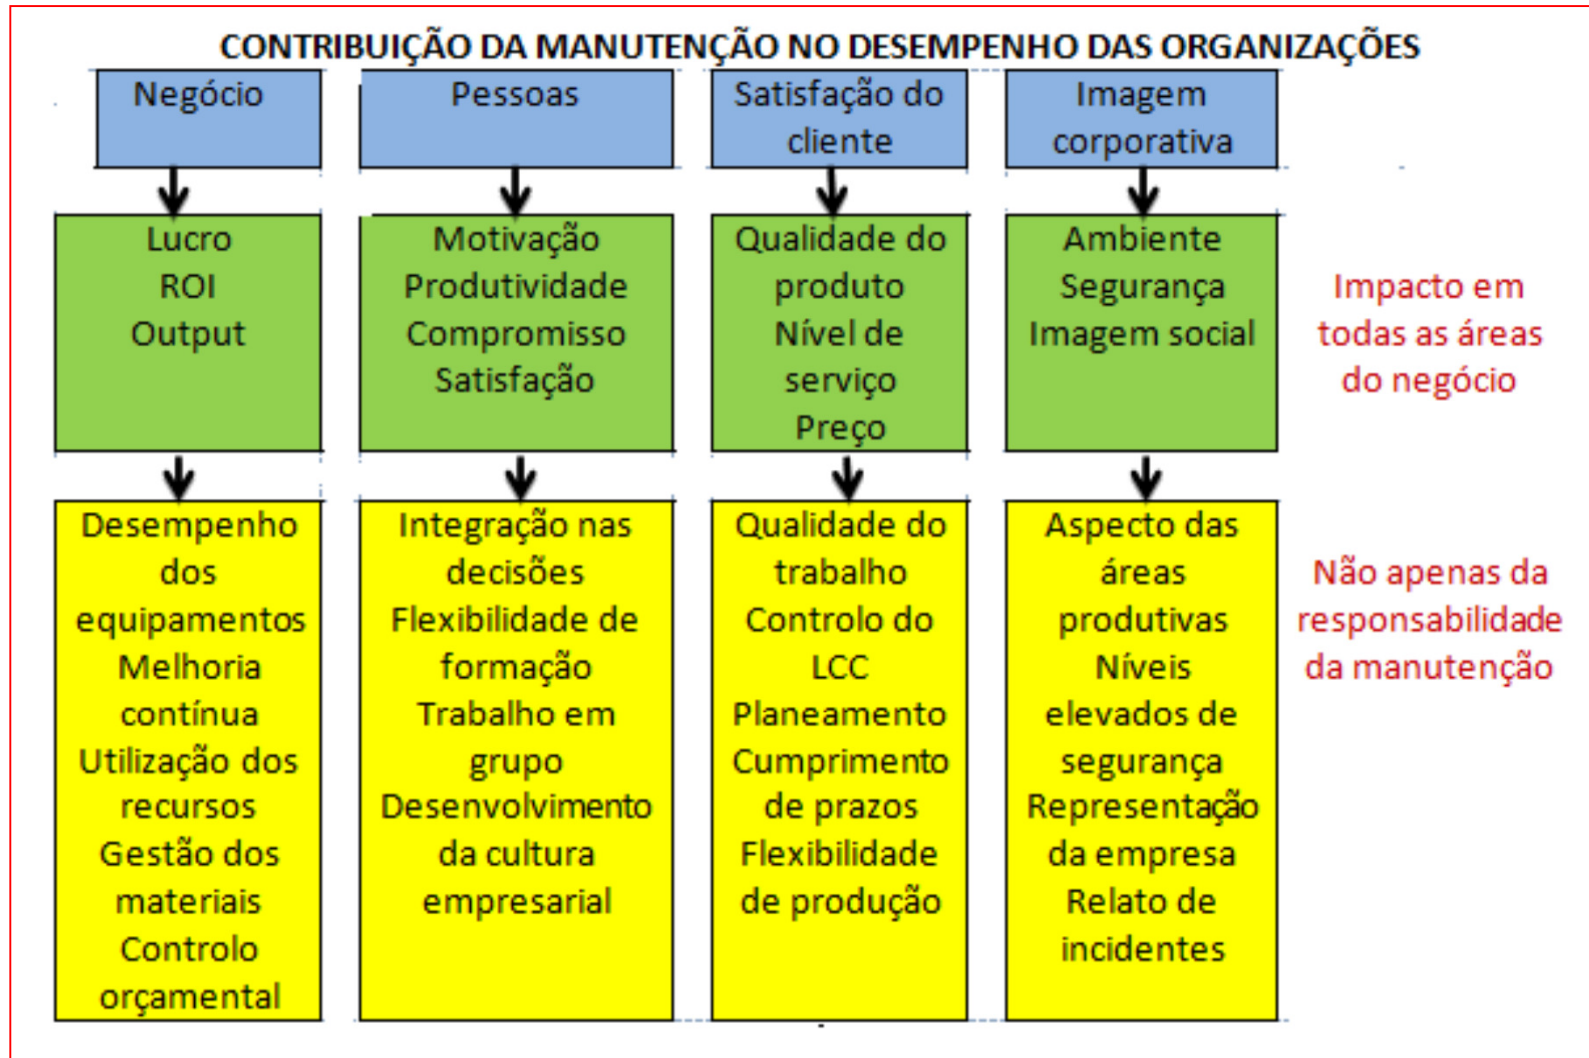 CONTRIBUIÇÃO DA MANUTENÇÃO NO DESEMPENHO DAS ORGANIZAÇÕES
Negócio
Pessoas
Satisfação do
cliente
Imagem
corporativa
Lucro
ROI
Output
Motivação
Produtividade
Compromisso
Satisfação
Qualidade do
produto
Nível de
serviço
Preço
Ambiente
Segurança
Imagem social
Impacto em
todas as áreas
do negócio
Desempenho
dos
equipamentos
Melhoria
contínua
Utilização dos
recursos
Gestão dos
materiais
Controlo
orçamental
Integração nas
decisões
Flexibilidade de
formação
Trabalho em
grupo
Desenvolvimento
da cultura
empresarial
Qualidade do
trabalho
Controlo do
LCC
Planeamento
Cumprimento
de prazos
Flexibilidade
de produção
Aspecto das
áreas
produtivas
Níveis
elevados de
segurança
Representação
da empresa
Relato de
incidentes
Não apenas da
responsabilidade
da manutenção